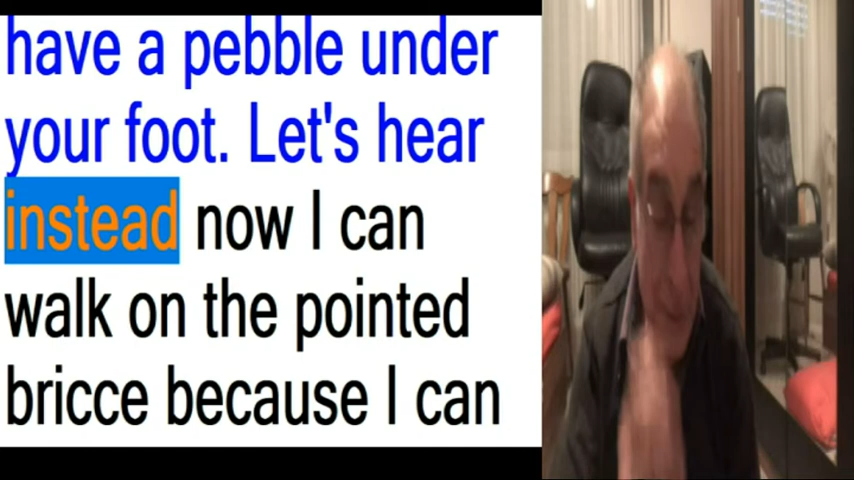 have a pebble under
your foot. Let's hear
instead now I can
walk on the pointed
bricce because I can